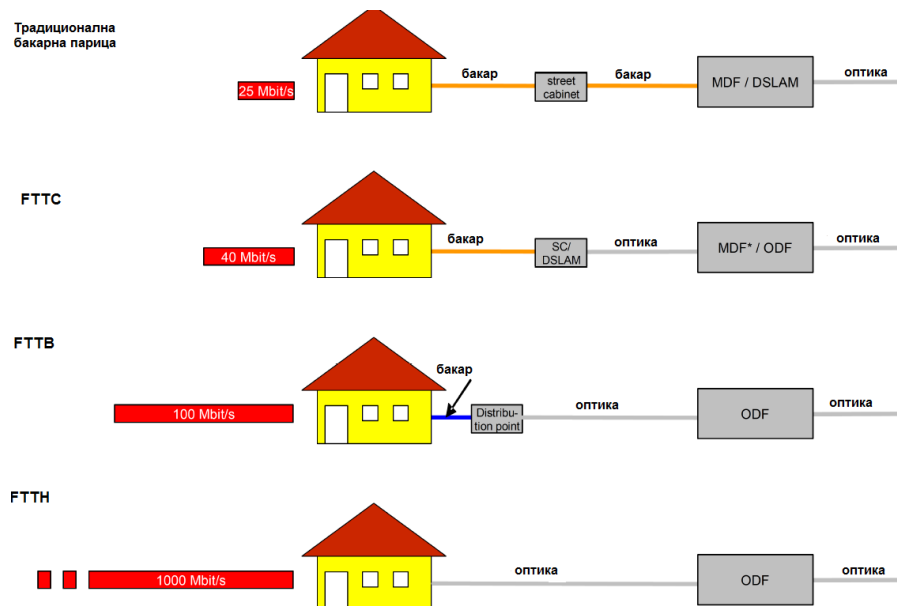 Традиционална
бакарна парица
25 Mbit/s
бакар
street
cabinet
бакар
MDF / DSLAM
оптика
FTTC
40 Mbit/s
бакар
SC/
DSLAM
оптика
MDF* / ODF
оптика
FTTB
100 Mbit/s
бакар
Distribu-
tion point
оптика
ODF
оптика
FTTH
1000 Mbit/s
оптика
ODF
оптика